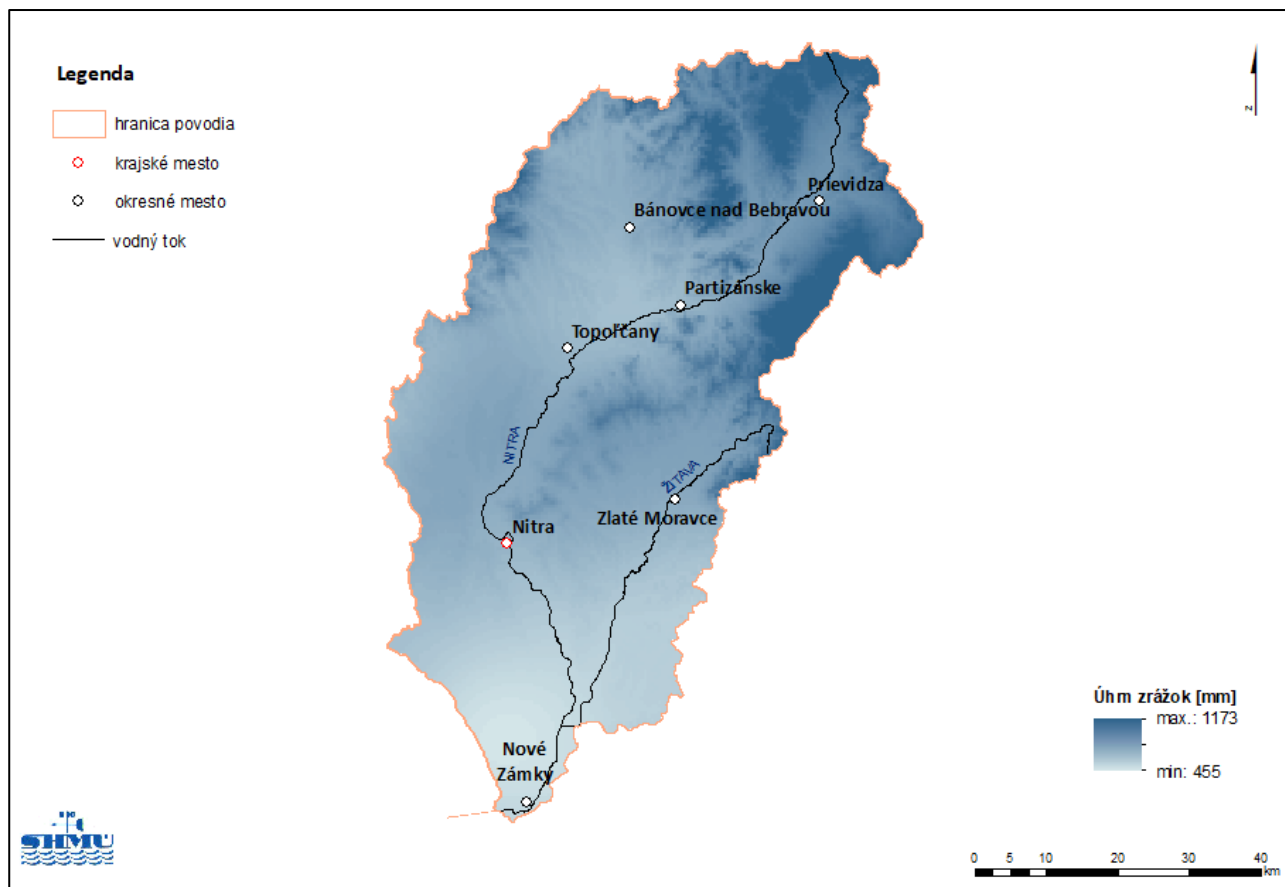 Legenda
hranica povodia
krajské mesto
okresné mesto
vodný tok
N
Prievidza
Bánovce nad Bebravou
Partizánske
Topoľčany
NITRA
ŽITAVA
Zlaté Moravce
Nitra
Nové
Zámky
Úhrn zrážok [mm]
max.: 1173
min: 455
SHMÚ
0 5 10 20 30 40
km